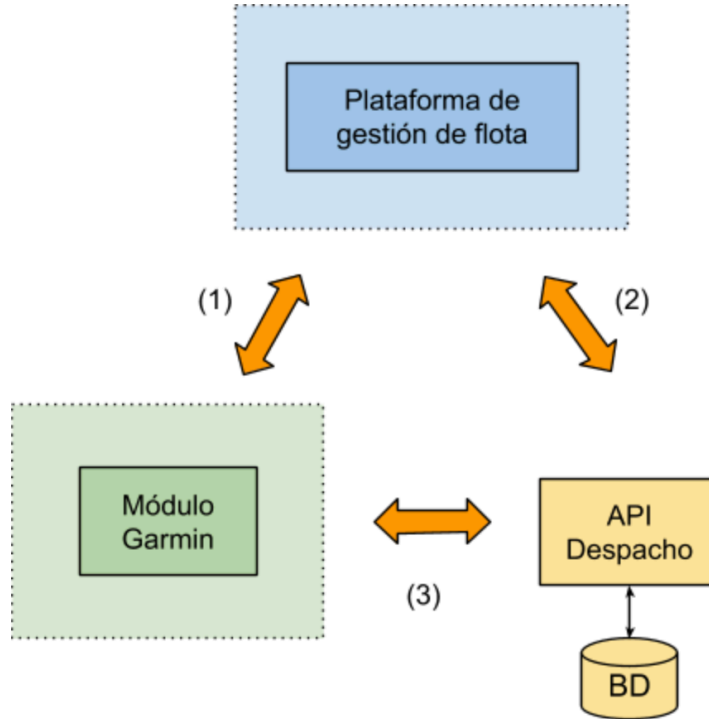 Plataforma de
gestión de flota
(1)
(2)
Módulo
Garmin
API
Despacho
(3)
BD